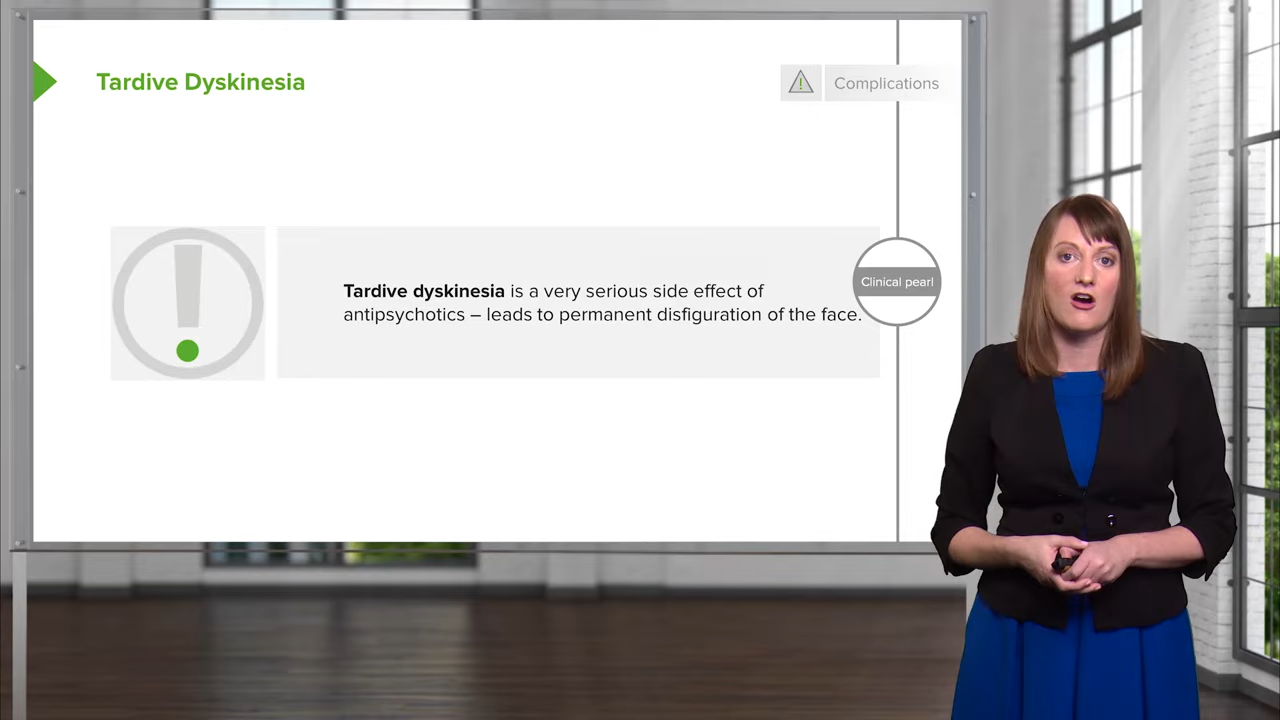 Tardive Dyskinesia
Complications
Tardive dyskinesia is a very serious side effect of
antipsychotics – leads to permanent disfiguration of the face.
Clinical pearl